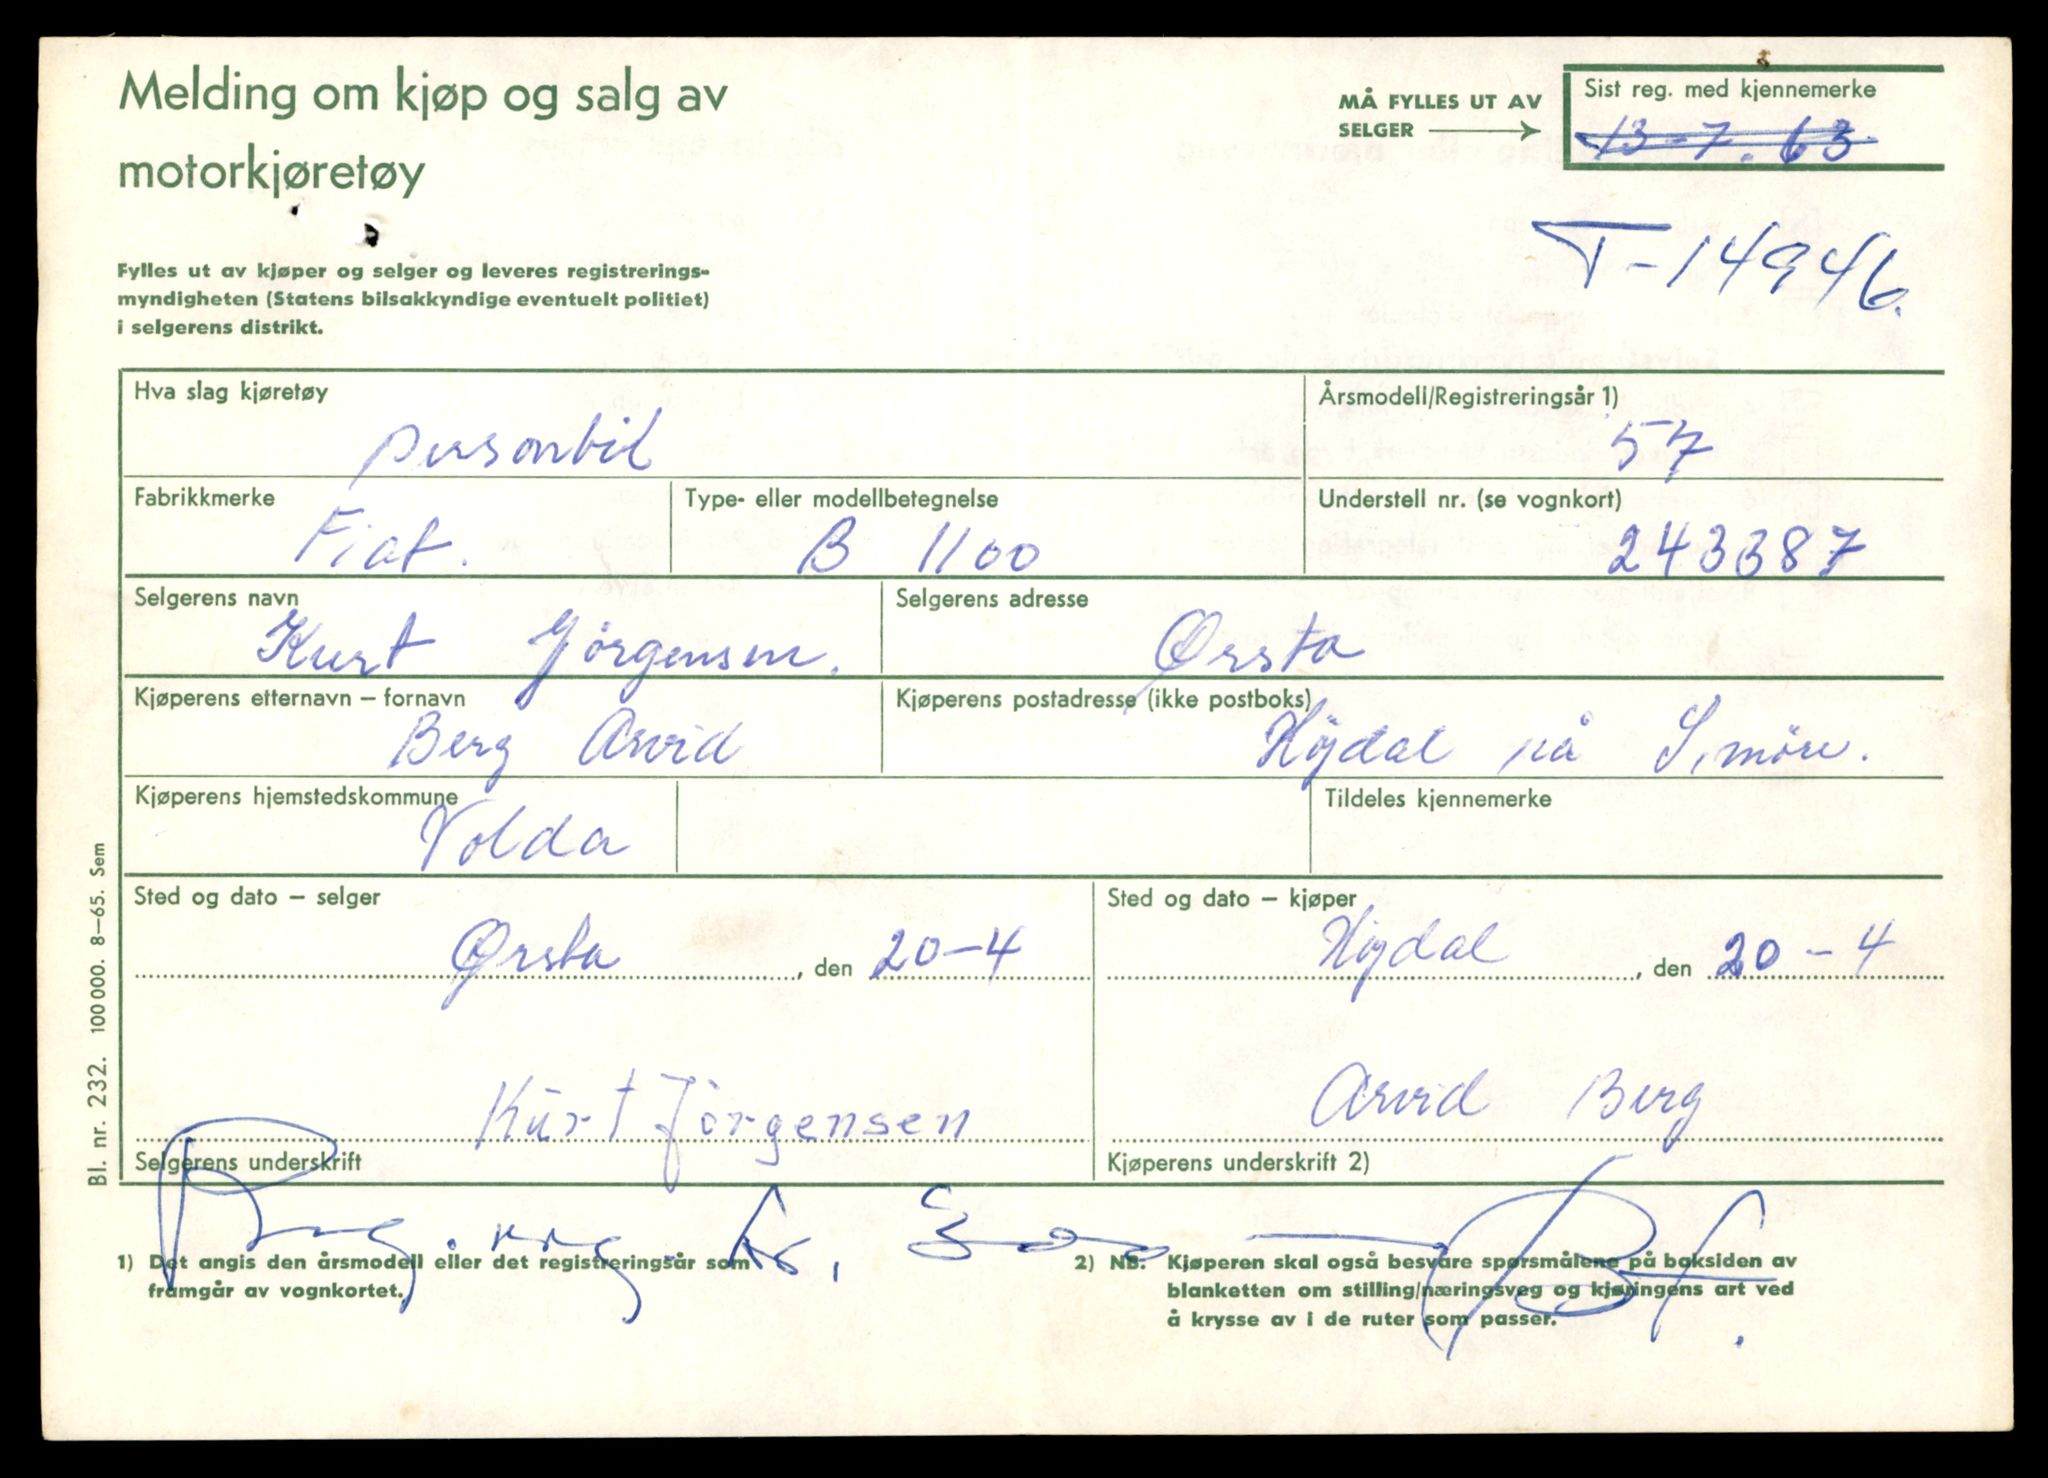 Melding om kjøp og salg av
motorkjøretøy
MÅ FYLLES UT AV
SELGER
Sist reg. med kjennemerke
13-7. 63
T-14946.
Fylles ut av kjøper og selger og leveres registrerings-
myndigheten (Statens bilsakkyndige eventuelt politiet)
i selgerens distrikt.
Hva slag kjøretøy
personbil
Årsmodell/Registreringsår 1)
57
Fabrikkmerke
Fiat.
Type- eller modellbetegnelse
B 1100
Understell nr. (se vognkort)
243387
Selgerens navn
Kurt Jörgensen.
Selgerens adresse
Ørsta
Kjøperens etternavn – fornavn
Berg Arvid
Kjøperens postadresse (ikke postboks)
Höydal på S, möre.
Kjøperens hjemstedskommune
Volda
Tildeles kjennemerke
Sted og dato – selger
Ørsta, den 20-4
Sted og dato – kjøper
Höydal, den 20-4
Kurt Jörgensen
Selgerens underskrift
Arvid Berg
Kjøperens underskrift 2)
1) Det angis den årsmodell eller det registreringsår som
framgår av vognkortet.
2) NB. Kjøperen skal også besvare spørsmålene på baksiden av
blanketten om stilling/næringsveg og kjøringens art ved
å krysse av i de ruter som passer.
Bl. nr. 232. 100 000. 8–65. Sem